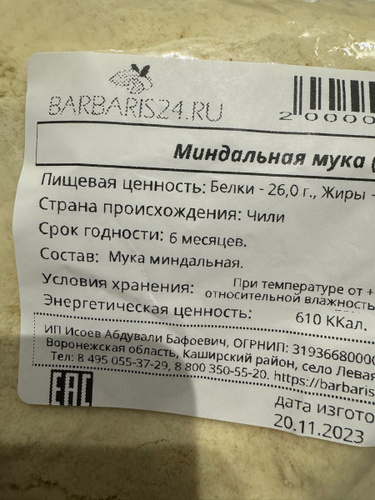 BARBARIS24.RU
2 0000
Миндальная мука (
Пищевая ценность: Белки - 26,0 г., Жиры -
Страна происхождения: Чили
Срок годности: 6 месяцев.
Состав: Мука миндальная.
Условия хранения: При температуре от +
относительной влажность
Энергетическая ценность: 610 ККал.
ИП Исоев Абдували Бафоевич, ОГРНИП: 31936680000
Воронежская область, Каширский район, село Левая
Тел: 8 495 055-37-29, 8 800 350-55-20. https://barbaris
EAC
дата изгото
20.11.2023